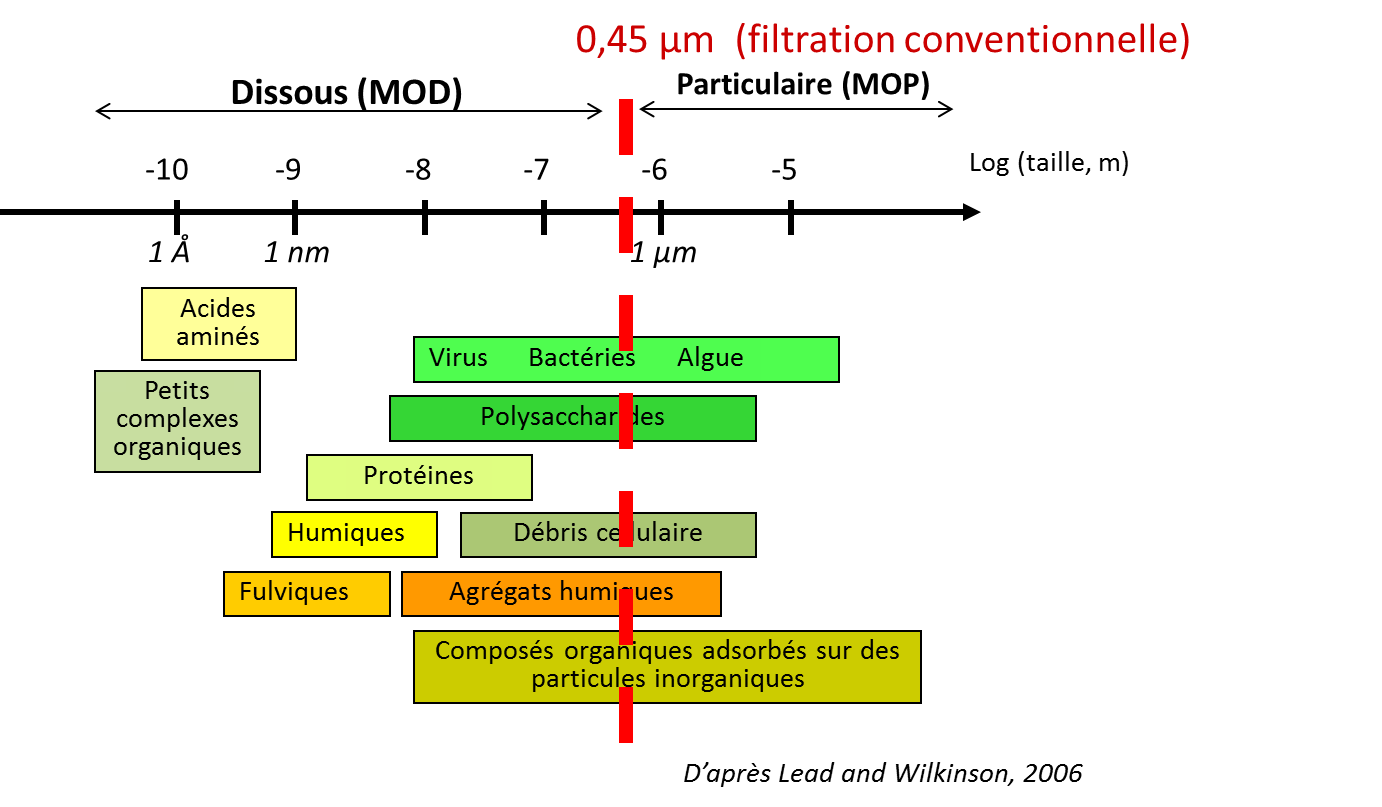 0,45 µm (filtration conventionnelle)
Dissous (MOD)
Particulaire (MOP)
-10
-9
-8
-7
-6
-5
Log (taille, m)
1 Å
1 nm
1 µm
Acides
aminés
Virus Bactéries Algue
Petits
complexes
organiques
Polysaccharides
Protéines
Humiques
Débris cellulaire
Fulviques
Agrégats humiques
Composés organiques adsorbés sur des
particules inorganiques
D’après Lead and Wilkinson, 2006